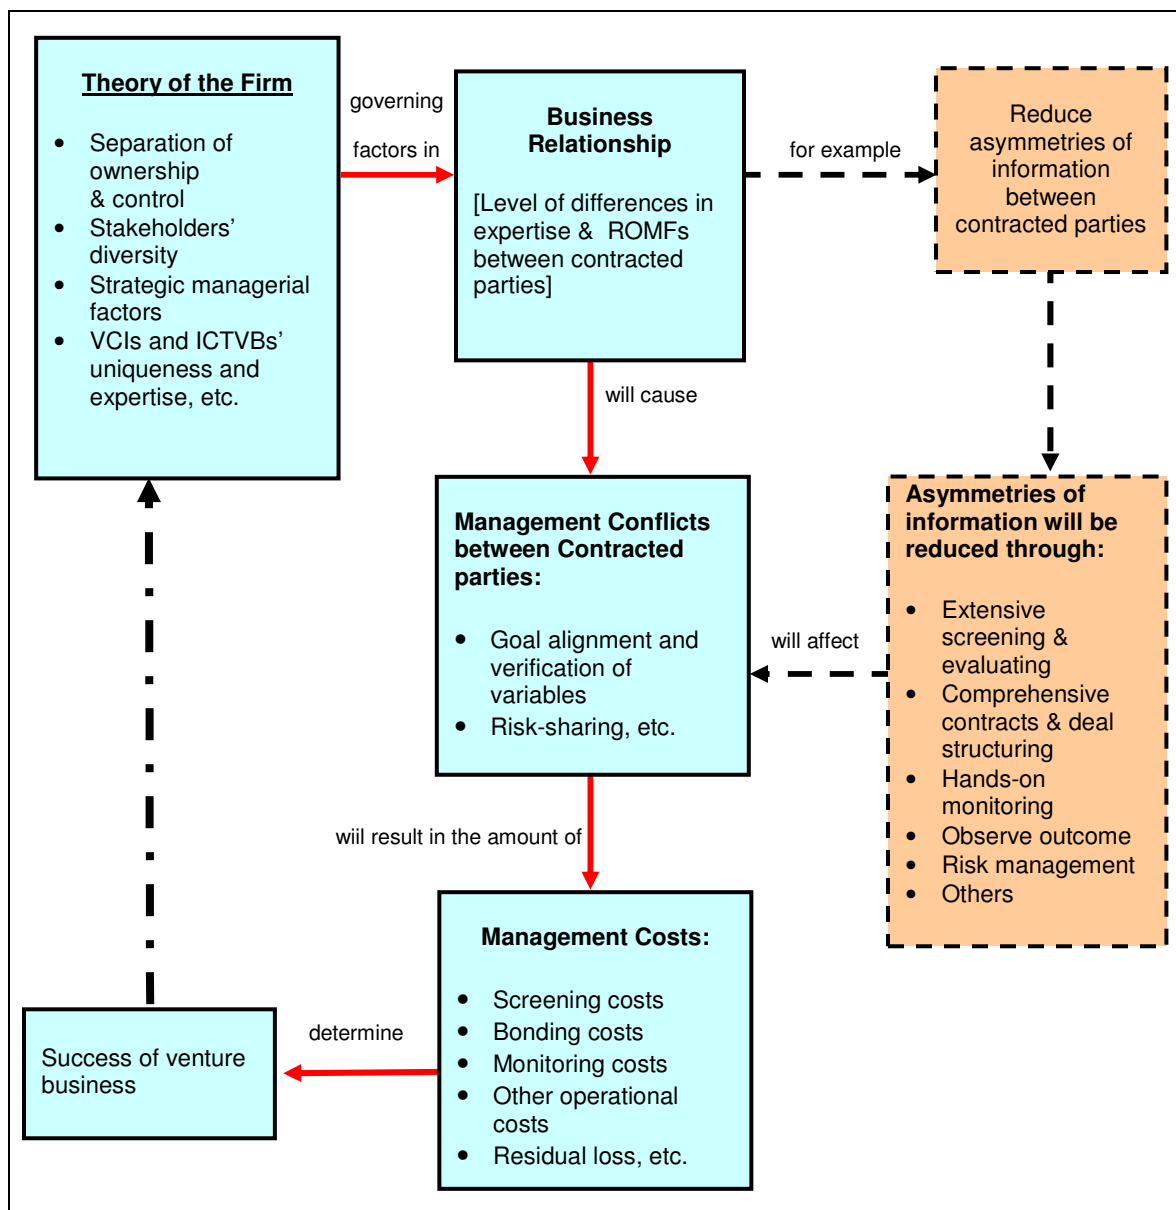 Theory of the Firm
• Separation of
ownership
& control
• Stakeholders’
diversity
• Strategic managerial
factors
• VCIs and ICTVBs’
uniqueness and
expertise, etc.
governing
factors in
Business
Relationship
[Level of differences in
expertise & ROMFs
between contracted
parties]
for example
Reduce
asymmetries of
information
between
contracted parties
will cause
Management Conflicts
between Contracted
parties:
• Goal alignment and
verification of
variables
• Risk-sharing, etc.
will affect
Asymmetries of
information will be
reduced through:
• Extensive
screening &
evaluating
• Comprehensive
contracts & deal
structuring
• Hands-on
monitoring
• Observe outcome
• Risk management
• Others
wiil result in the amount of
Management Costs:
• Screening costs
• Bonding costs
• Monitoring costs
• Other operational
costs
• Residual loss, etc.
determine
Success of venture
business